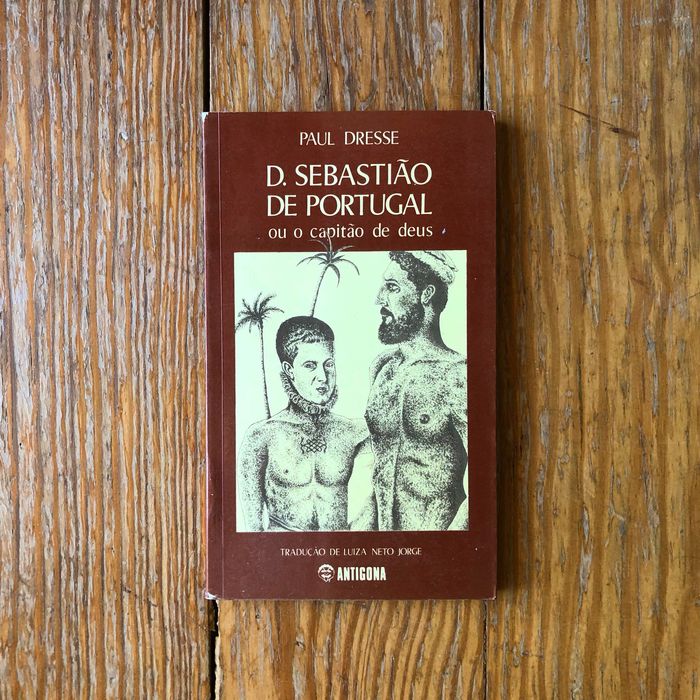 PAUL DRESSE
D. SEBASTIÃO
DE PORTUGAL
ou o capitão de deus
TRADUÇÃO DE LUIZA NETO JORGE
ANTIGONA